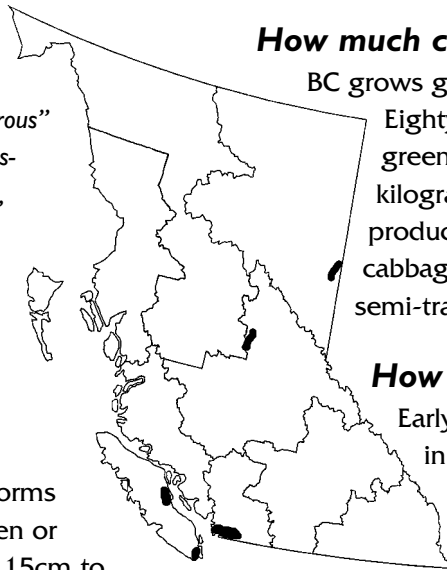 How much c
BC grows g
rous"
Eighty
s-
green
kilogra
produc
cabbag
semi-tra
How
Early
in
orms
en or
15cm to